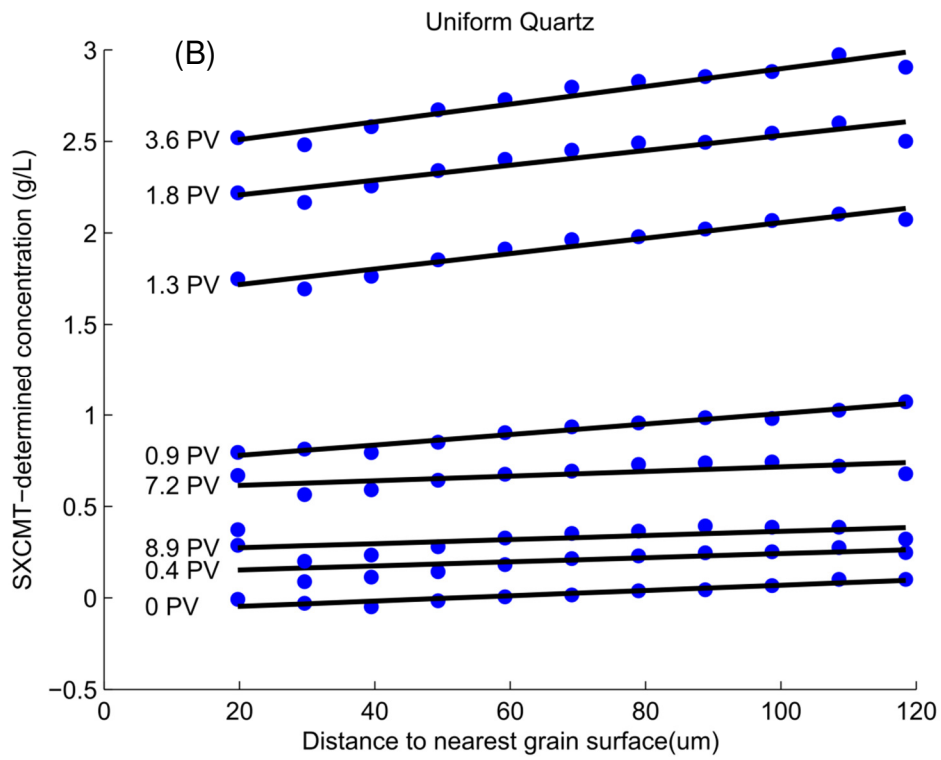 Uniform Quartz
(B)
3
2.5
2
1.5
1
0.5
0
−0.5
SXCMT−determined concentration (g/L)
3.6 PV
1.8 PV
1.3 PV
0.9 PV
7.2 PV
8.9 PV
0.4 PV
0 PV
0 20 40 60 80 100 120
Distance to nearest grain surface(um)